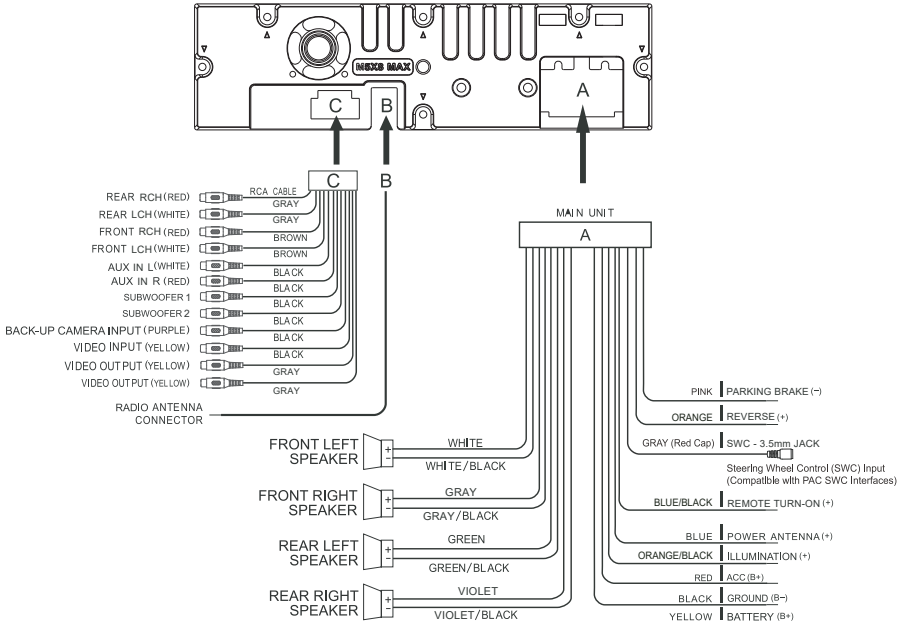 M5X8 MAX
A
C
B
C
B
REAR RCH (RED)
RCA CABLE
GRAY
REAR LCH (WHITE)
GRAY
FRONT RCH (RED)
BROWN
FRONT LCH (WHITE)
BROWN
AUX IN L (WHITE)
BLACK
AUX IN R (RED)
BLACK
SUBWOOFER 1
BLACK
SUBWOOFER 2
BLACK
BACK-UP CAMERA INPUT (PURPLE)
BLACK
VIDEO INPUT (YELLOW)
BLACK
VIDEO OUTPUT (YELLOW)
GRAY
VIDEO OUTPUT (YELLOW)
GRAY
RADIO ANTENNA
CONNECTOR
MAIN UNIT
A
FRONT LEFT
SPEAKER
+
-
WHITE
WHITE/BLACK
FRONT RIGHT
SPEAKER
+
-
GRAY
GRAY/BLACK
REAR LEFT
SPEAKER
+
-
GREEN
GREEN/BLACK
REAR RIGHT
SPEAKER
+
-
VIOLET
VIOLET/BLACK
PINK PARKING BRAKE (−)
ORANGE REVERSE (+)
GRAY (Red Cap) SWC - 3.5mm JACK
Steering Wheel Control (SWC) Input
(Compatible with PAC SWC Interfaces)
BLUE/BLACK REMOTE TURN-ON (+)
BLUE POWER ANTENNA (+)
ORANGE/BLACK ILLUMINATION (+)
RED ACC (B+)
BLACK GROUND (B−)
YELLOW BATTERY (B+)